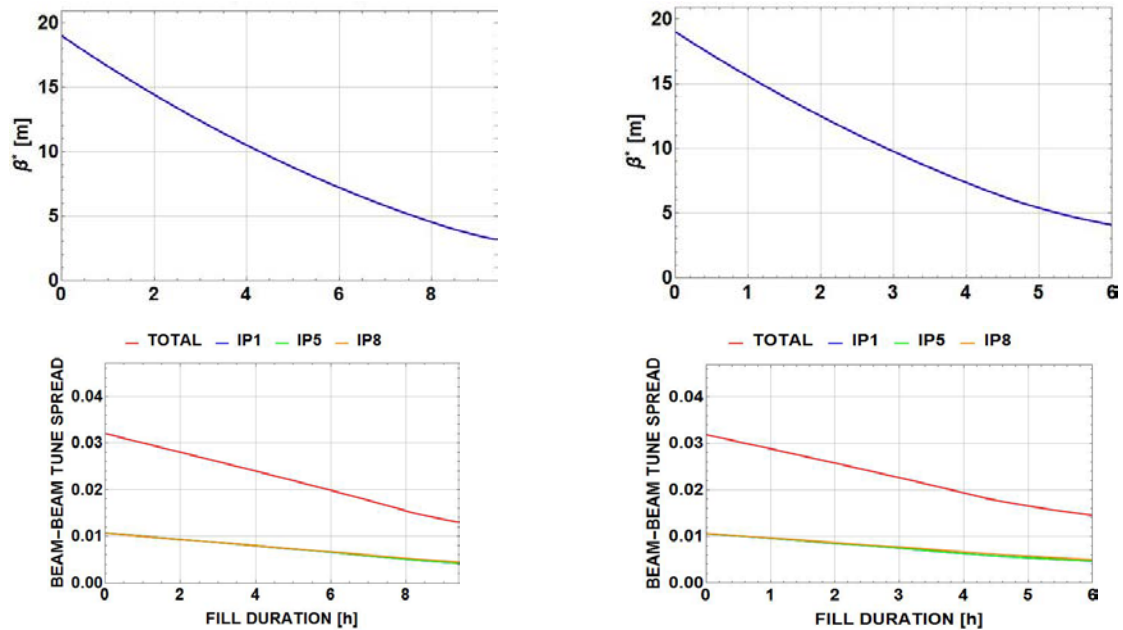 20
15
10
5
0
β* [m]
0 2 4 6 8
20
15
10
5
0
β* [m]
0 1 2 3 4 5 6
TOTAL IP1 IP5 IP8
0.04
0.03
0.02
0.01
0.00
BEAM-BEAM TUNE SPREAD
0 2 4 6 8
FILL DURATION [h]
TOTAL IP1 IP5 IP8
0.04
0.03
0.02
0.01
0.00
BEAM-BEAM TUNE SPREAD
0 1 2 3 4 5 6
FILL DURATION [h]